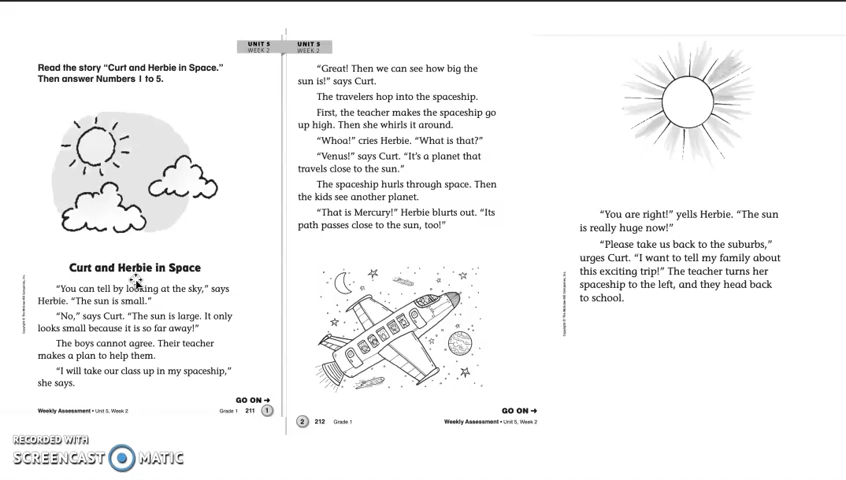 UNIT 5
WEEK 2
Read the story “Curt and Herbie in Space.”
Then answer Numbers 1 to 5.
Curt and Herbie in Space
“You can tell by looking at the sky,” says
Herbie. “The sun is small.”
“No,” says Curt. “The sun is large. It only
looks small because it is so far away!”
The boys cannot agree. Their teacher
makes a plan to help them.
“I will take our class up in my spaceship,”
she says.
GO ON ➜
Weekly Assessment • Unit 5, Week 2
Grade 1 211 1
UNIT 5
WEEK 2
“Great! Then we can see how big the
sun is!” says Curt.
The travelers hop into the spaceship.
First, the teacher makes the spaceship go
up high. Then she whirls it around.
“Whoa!” cries Herbie. “What is that?”
“Venus!” says Curt. “It’s a planet that
travels close to the sun.”
The spaceship hurls through space. Then
the kids see another planet.
“That is Mercury!” Herbie blurts out. “Its
path passes close to the sun, too!”
GO ON ➜
2 212 Grade 1
Weekly Assessment • Unit 5, Week 2
“You are right!” yells Herbie. “The sun
is really huge now!”
“Please take us back to the suburbs,”
urges Curt. “I want to tell my family about
this exciting trip!” The teacher turns her
spaceship to the left, and they head back
to school.
RECORDED WITH
SCREENCAST MATIC